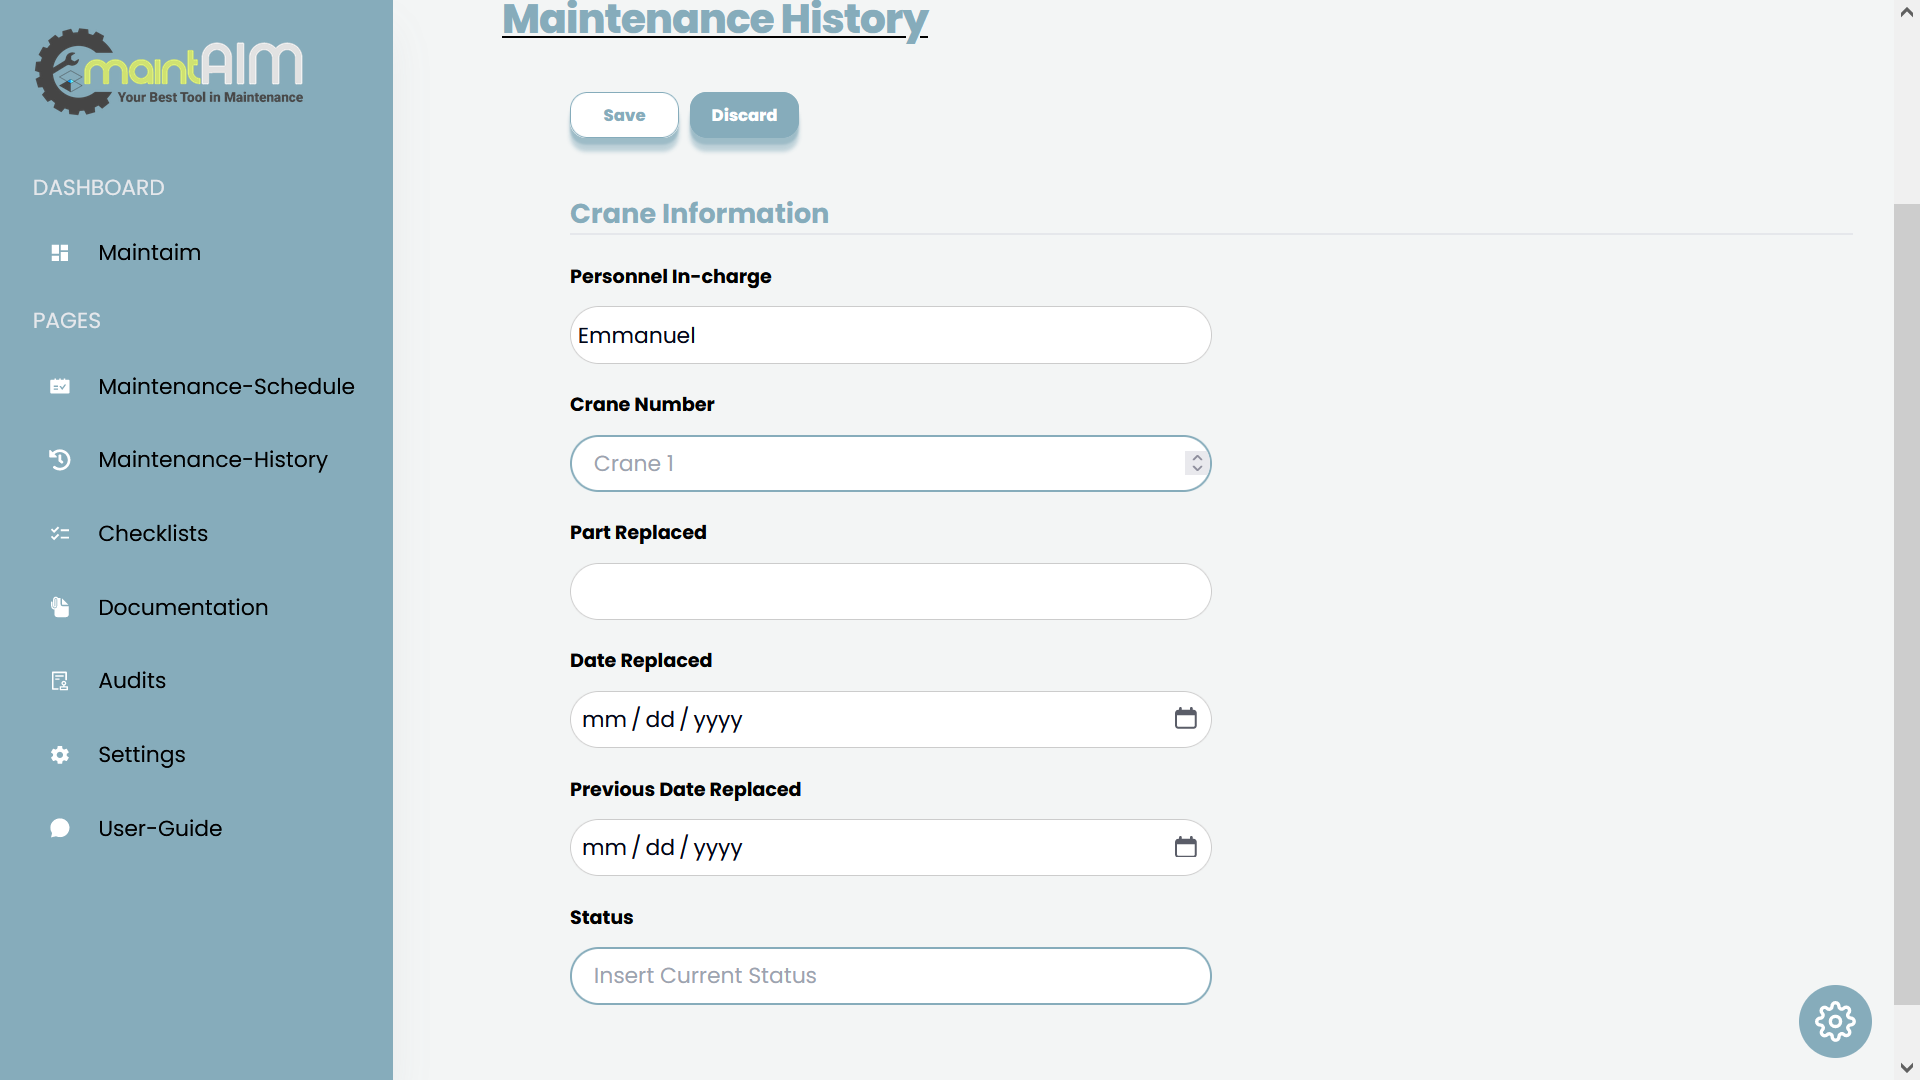 Maintenance History
maintAIM
Your Best Tool in Maintenance
Save
Discard
DASHBOARD
Maintaim
PAGES
Maintenance-Schedule
Maintenance-History
Checklists
Documentation
Audits
Settings
User-Guide
Crane Information
Personnel In-charge
Emmanuel
Crane Number
Crane 1
Part Replaced
Date Replaced
mm/dd/yyyy
Previous Date Replaced
mm/dd/yyyy
Status
Insert Current Status